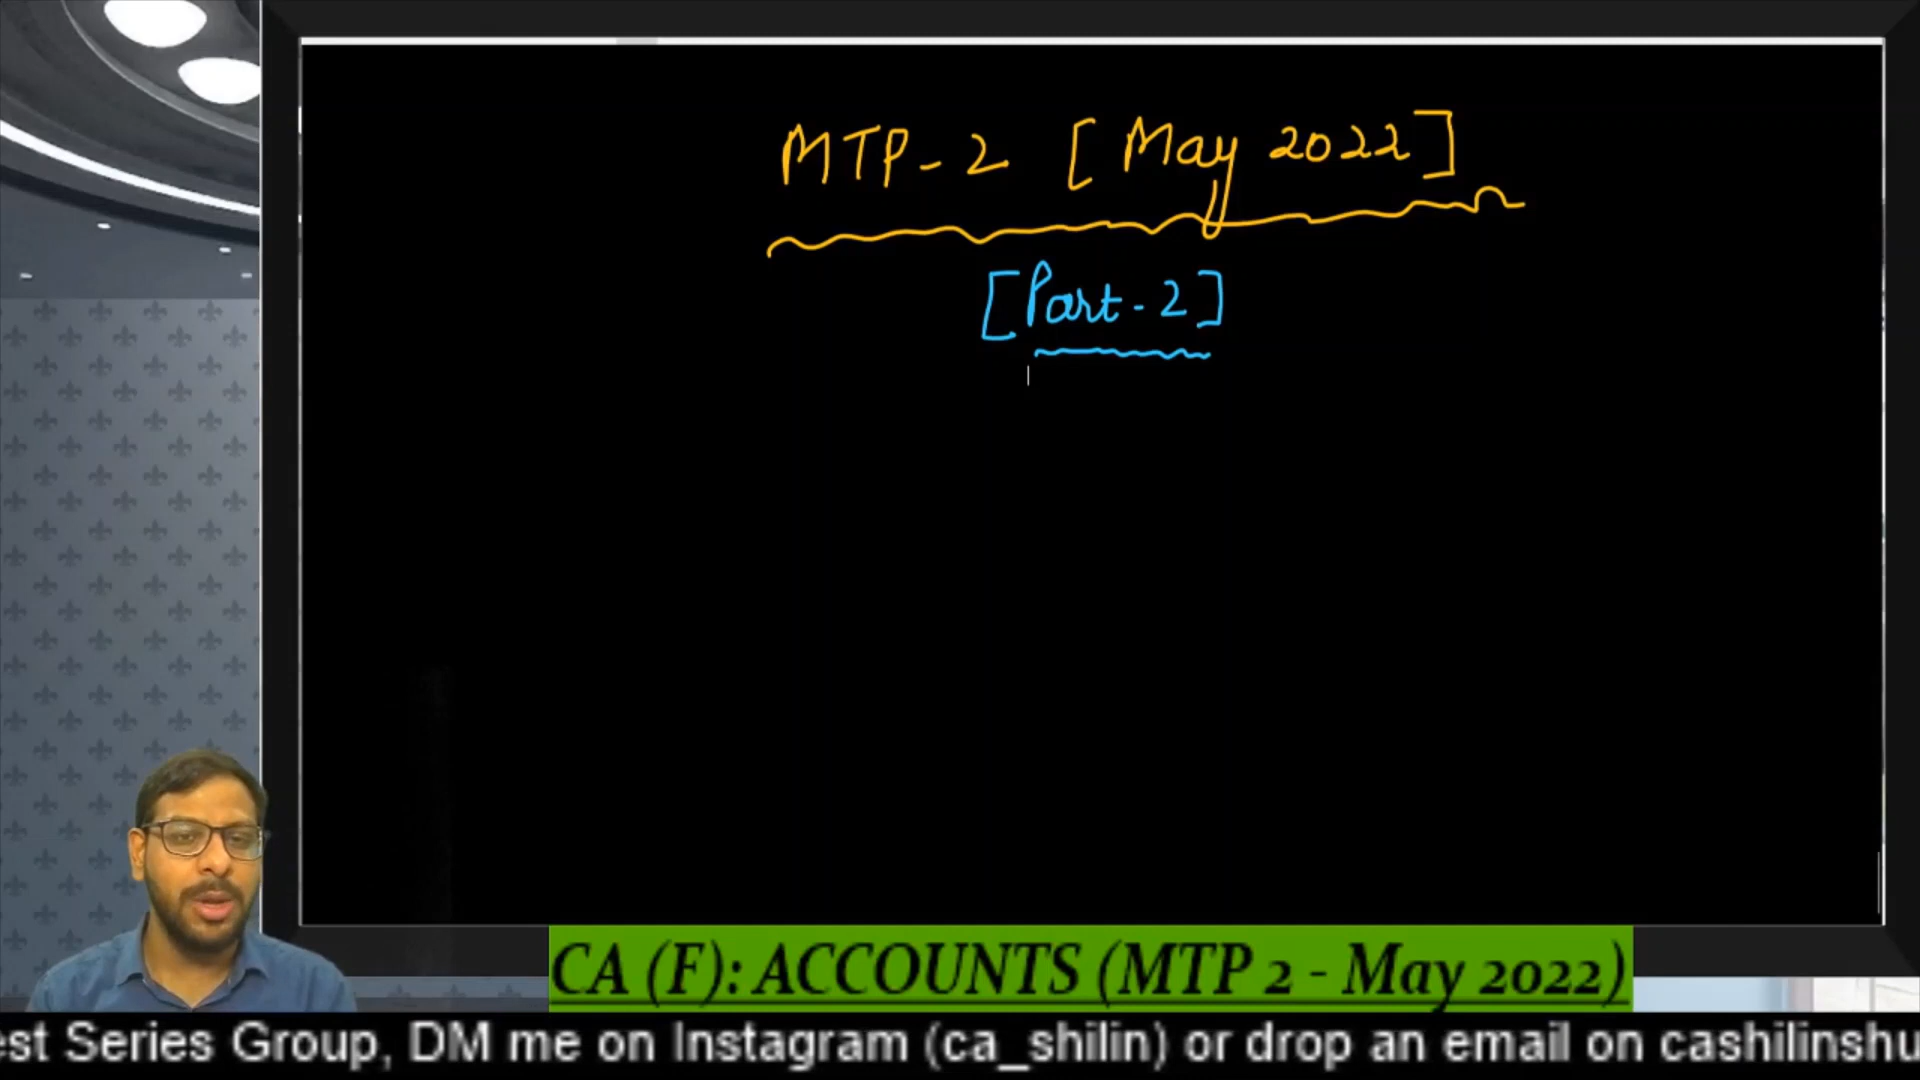 MTP-2 [May 2022]
[Part-2]
CA (F): ACCOUNTS (MTP 2 - May 2022)
est Series Group, DM me on Instagram (ca_shilin) or drop an email on cashilinshu